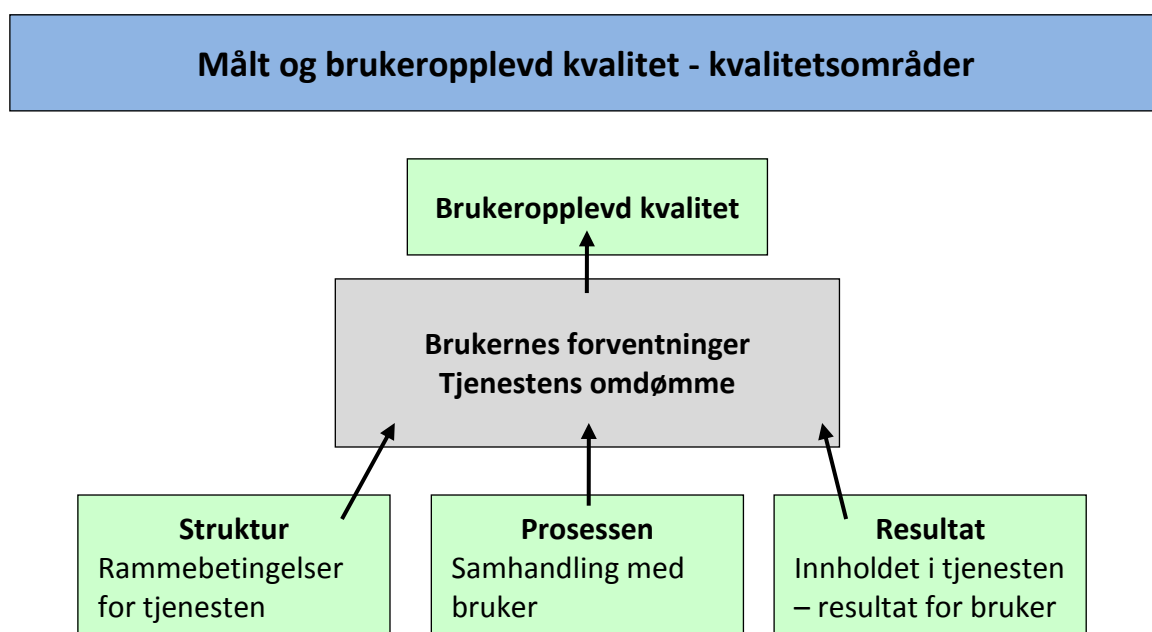 Målt og brukeropplevd kvalitet - kvalitetsområder
Brukeropplevd kvalitet
Brukernes forventninger
Tjenestens omdømme
Struktur
Rammebetingelser
for tjenesten
Prosessen
Samhandling med
bruker
Resultat
Innholdet i tjenesten
– resultat for bruker